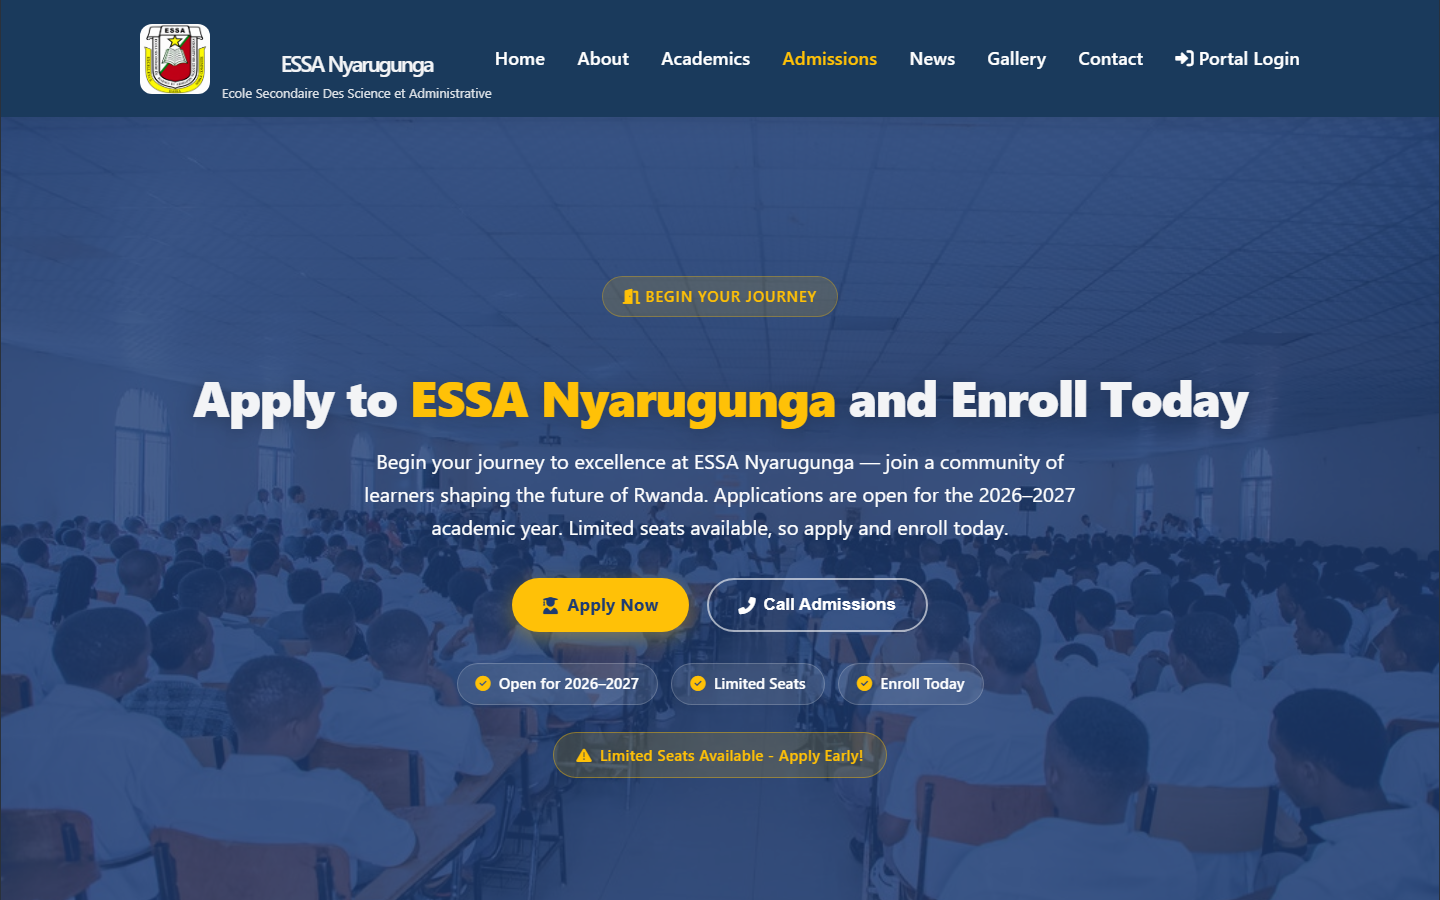 ESSA
ESSA Nyarugunga
Ecole Secondaire Des Science et Administrative
Home
About
Academics
Admissions
News
Gallery
Contact
Portal Login
BEGIN YOUR JOURNEY
Apply to ESSA Nyarugunga and Enroll Today
Begin your journey to excellence at ESSA Nyarugunga — join a community of
learners shaping the future of Rwanda. Applications are open for the 2026–2027
academic year. Limited seats available, so apply and enroll today.
Apply Now
Call Admissions
Open for 2026–2027
Limited Seats
Enroll Today
Limited Seats Available - Apply Early!